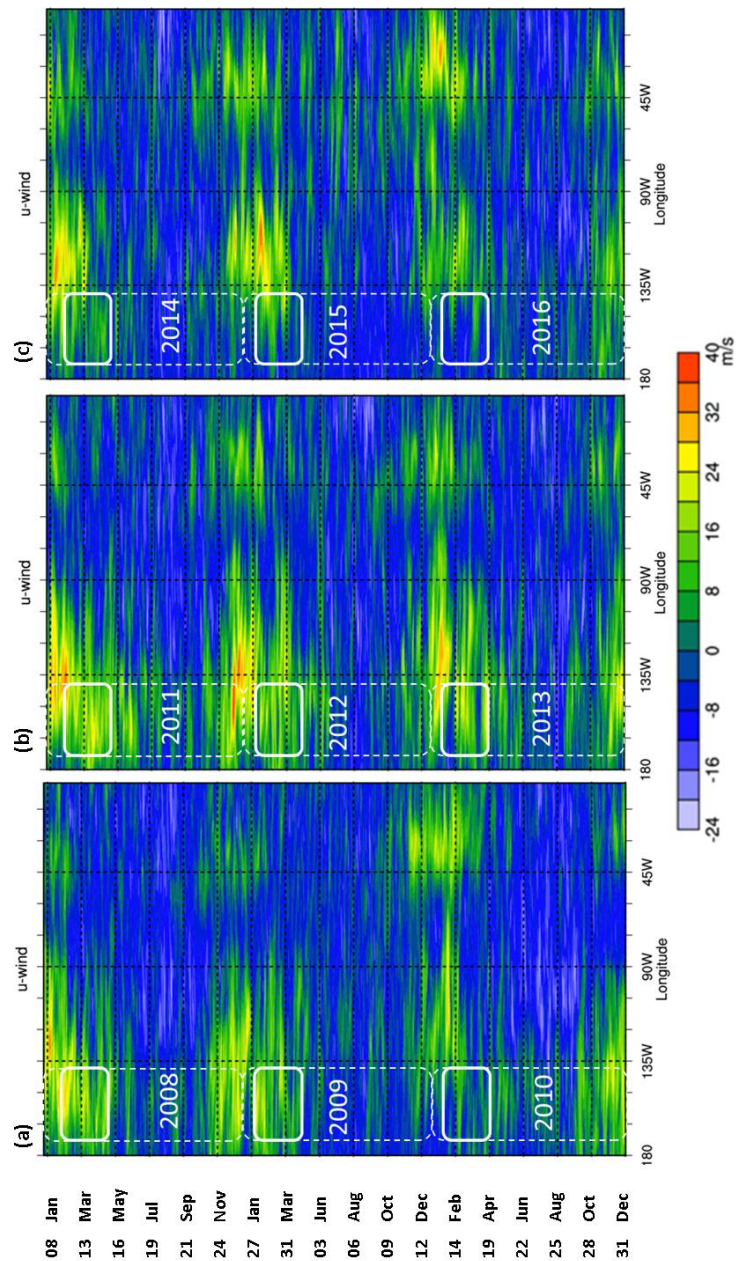 (a)
(b)
(c)
u-wind
u-wind
u-wind
08 Jan
13 Mar
16 May
19 Jul
21 Sep
24 Nov
27 Jan
31 Mar
03 Jun
06 Aug
09 Oct
12 Dec
14 Feb
19 Apr
22 Jun
25 Aug
28 Oct
31 Dec
2008
2009
2010
2011
2012
2013
2014
2015
2016
180 135W 90W 45W
Longitude
180 135W 90W 45W
Longitude
180 135W 90W 45W
Longitude
-24 -16 -8 0 8 16 24 32 40
m/s